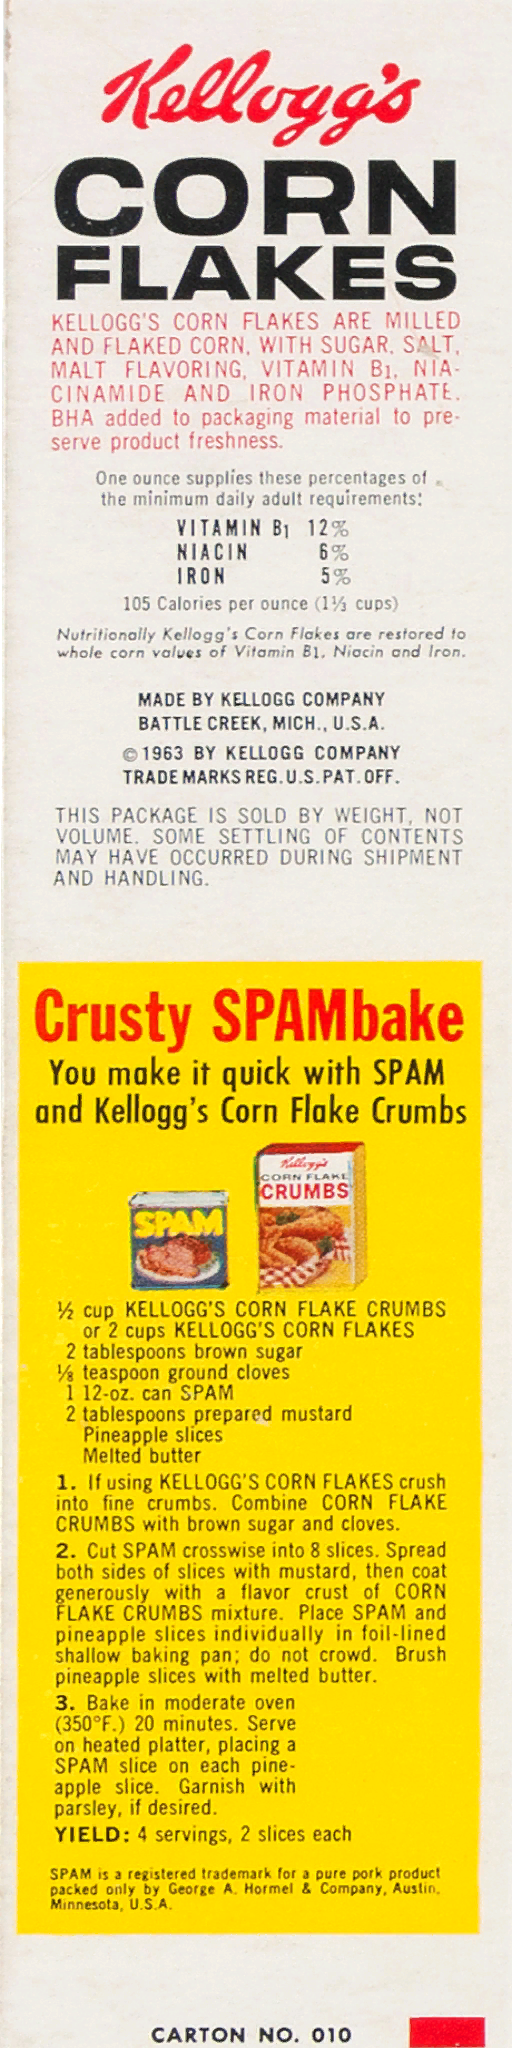 Kellogg's
CORN
FLAKES
KELLOGG'S CORN FLAKES ARE MILLED
AND FLAKED CORN, WITH SUGAR, SALT,
MALT FLAVORING, VITAMIN B1, NIA-
CINAMIDE AND IRON PHOSPHATE.
BHA added to packaging material to pre-
serve product freshness.
One ounce supplies these percentages of
the minimum daily adult requirements:
VITAMIN B1 12%
NIACIN 6%
IRON 5%
105 Calories per ounce (1⅓ cups)
Nutritionally Kellogg's Corn Flakes are restored to
whole corn values of Vitamin B1, Niacin and Iron.
MADE BY KELLOGG COMPANY
BATTLE CREEK, MICH., U.S.A.
© 1963 BY KELLOGG COMPANY
TRADE MARKS REG. U.S. PAT. OFF.
THIS PACKAGE IS SOLD BY WEIGHT, NOT
VOLUME. SOME SETTLING OF CONTENTS
MAY HAVE OCCURRED DURING SHIPMENT
AND HANDLING.
Crusty SPAMbake
You make it quick with SPAM
and Kellogg's Corn Flake Crumbs
Kellogg's
CORN FLAKE
CRUMBS
SPAM
½ cup KELLOGG'S CORN FLAKE CRUMBS
or 2 cups KELLOGG'S CORN FLAKES
2 tablespoons brown sugar
⅛ teaspoon ground cloves
1 12-oz. can SPAM
2 tablespoons prepared mustard
Pineapple slices
Melted butter
1. If using KELLOGG'S CORN FLAKES crush
into fine crumbs. Combine CORN FLAKE
CRUMBS with brown sugar and cloves.
2. Cut SPAM crosswise into 8 slices. Spread
both sides of slices with mustard, then coat
generously with a flavor crust of CORN
FLAKE CRUMBS mixture. Place SPAM and
pineapple slices individually in foil-lined
shallow baking pan; do not crowd. Brush
pineapple slices with melted butter.
3. Bake in moderate oven
(350°F.) 20 minutes. Serve
on heated platter, placing a
SPAM slice on each pine-
apple slice. Garnish with
parsley, if desired.
YIELD: 4 servings, 2 slices each
SPAM is a registered trademark for a pure pork product
packed only by George A. Hormel & Company, Austin,
Minnesota, U.S.A.
CARTON NO. 010